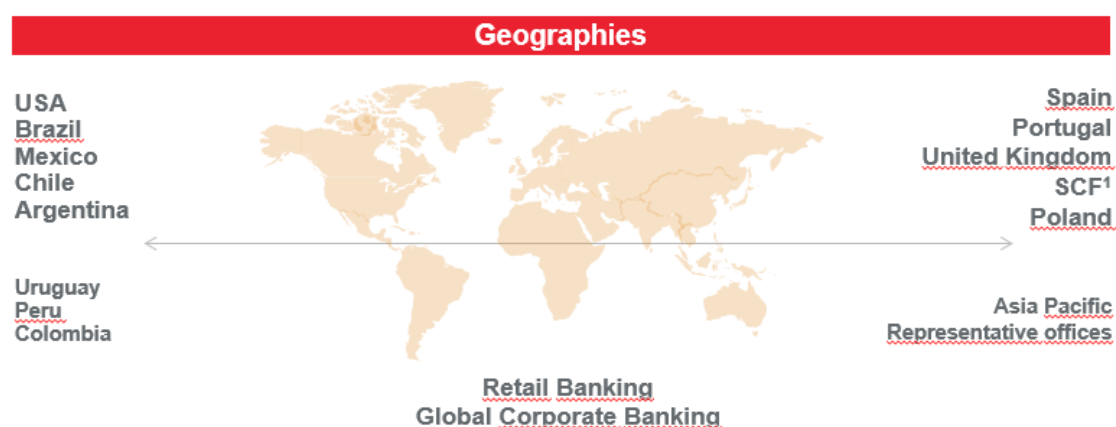 Geographies
USA
Brazil
Mexico
Chile
Argentina
Spain
Portugal
United Kingdom
SCF¹
Poland
Uruguay
Peru
Colombia
Asia Pacific
Representative offices
Retail Banking
Global Corporate Banking